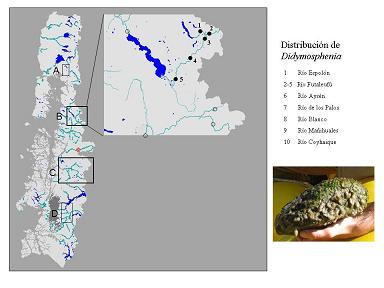 Distribución de
Didymosphenia
1 Río Espolón
2-5 Río Futaleufú
6 Río Aysén
7 Río de los Palos
8 Río Blanco
9 Río Mañihuales
10 Río Coyhaique
A
B
C
D
1
2
3
4
5